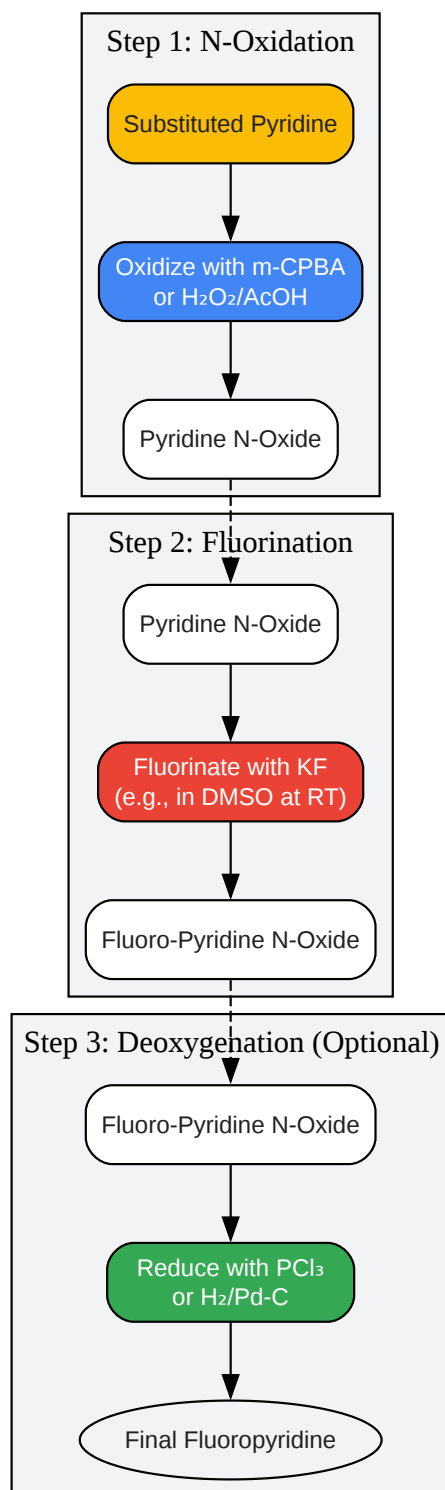 Step 1: N-Oxidation
Substituted Pyridine
Oxidize with m-CPBA
or H₂O₂/AcOH
Pyridine N-Oxide
Step 2: Fluorination
Pyridine N-Oxide
Fluorinate with KF
(e.g., in DMSO at RT)
Fluoro-Pyridine N-Oxide
Step 3: Deoxygenation (Optional)
Fluoro-Pyridine N-Oxide
Reduce with PCl₃
or H₂/Pd-C
Final Fluoropyridine